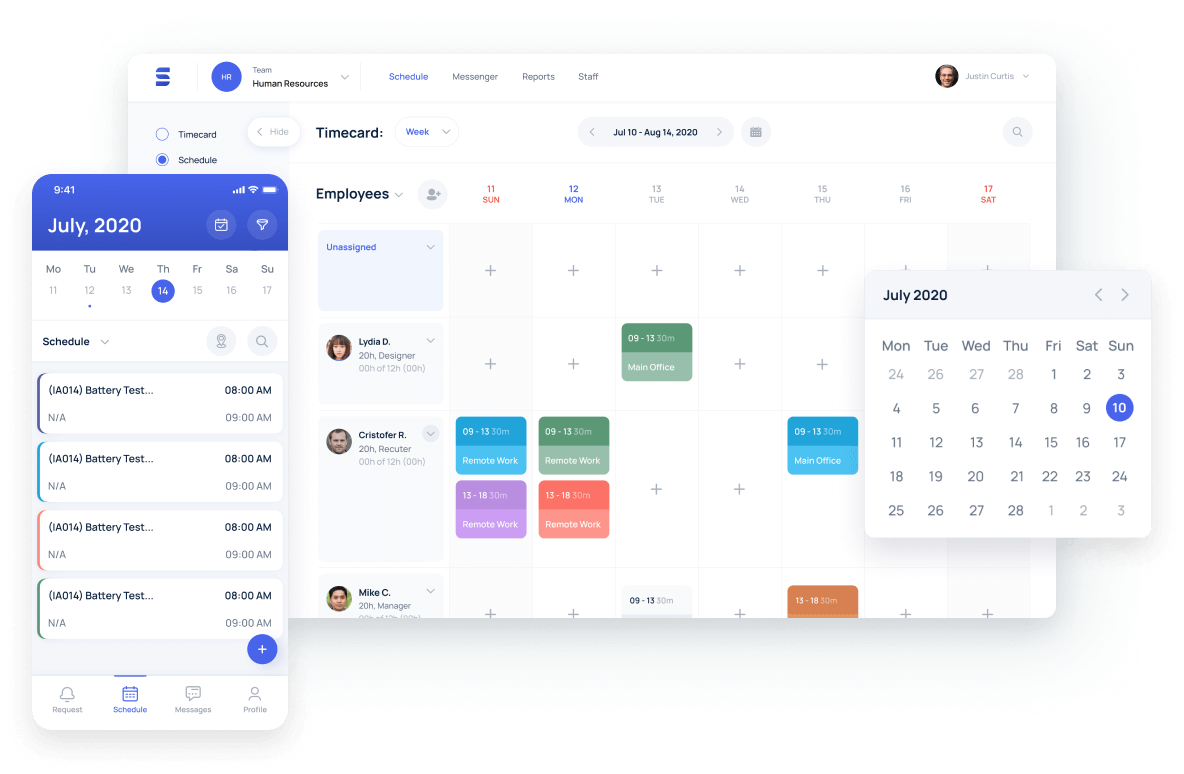 HR
Team
Human Resources
Schedule
Messenger
Reports
Staff
Justin Curtis
Timecard
Hide
Schedule
Timecard:
Week
Jul 10 - Aug 14, 2020
Employees
11 SUN
12 MON
13 TUE
14 WED
15 THU
16 FRI
17 SAT
Unassigned
Lydia D.
20h, Designer
00h of 12h (00h)
09 - 13 30m
Main Office
Cristofer R.
20h, Recuter
00h of 12h (00h)
09 - 13 30m
Remote Work
09 - 13 30m
Remote Work
09 - 13 30m
Main Office
13 - 18 30m
Remote Work
13 - 18 30m
Remote Work
Mike C.
20h, Manager
00h of 12h (00h)
09 - 13 30m
13 - 18 30m
9:41
July, 2020
Mo Tu We Th Fr Sa Su
11 12 13 14 15 16 17
Schedule
(IA014) Battery Test... 08:00 AM
N/A 09:00 AM
(IA014) Battery Test... 08:00 AM
N/A 09:00 AM
(IA014) Battery Test... 08:00 AM
N/A 09:00 AM
(IA014) Battery Test... 08:00 AM
N/A 09:00 AM
Request Schedule Messages Profile
July 2020
Mon Tue Wed Thu Fri Sat Sun
24 26 27 28 1 2 3
4 5 6 7 8 9 10
11 12 13 14 15 16 17
18 19 20 21 22 23 24
25 26 27 28 1 2 3